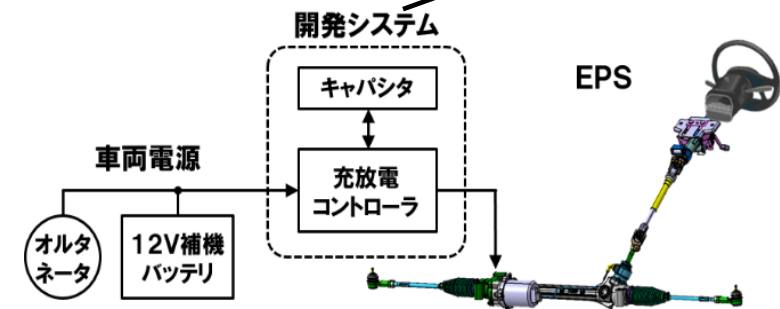 開発システム
キャパシタ
EPS
車両電源
充放電
コントローラ
オルタ
ネータ
12V補機
バッテリ